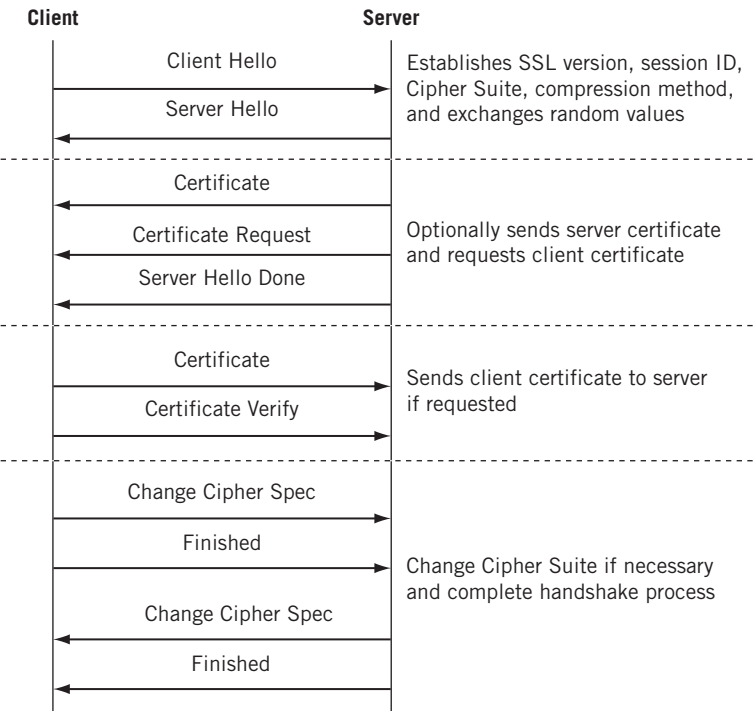 Client
Server
Client Hello
Establishes SSL version, session ID,
Cipher Suite, compression method,
and exchanges random values
Server Hello
Certificate
Certificate Request
Optionally sends server certificate
and requests client certificate
Server Hello Done
Certificate
Sends client certificate to server
if requested
Certificate Verify
Change Cipher Spec
Finished
Change Cipher Suite if necessary
and complete handshake process
Change Cipher Spec
Finished